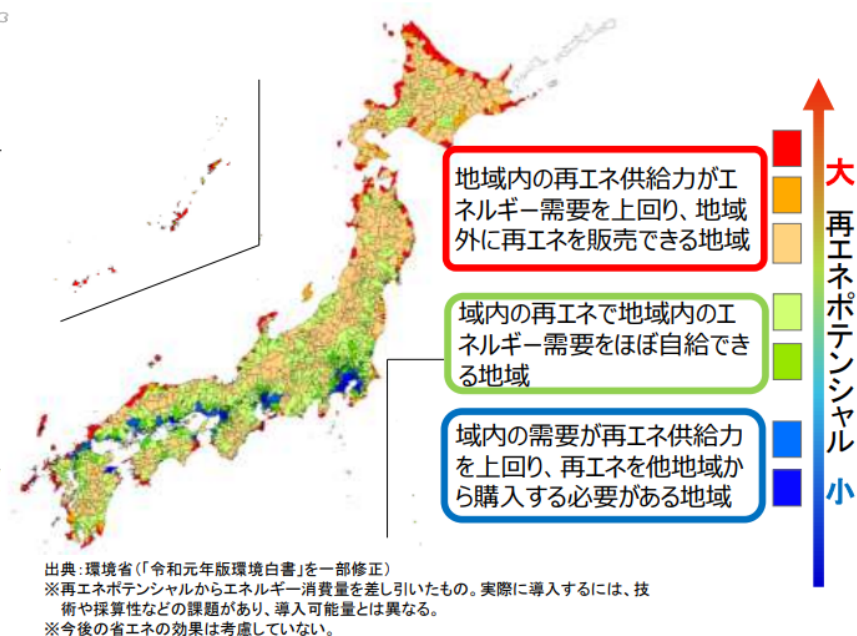 地域内の再エネ供給力がエ
ネルギー需要を上回り、地域
外に再エネを販売できる地域
域内の再エネで地域内のエ
ネルギー需要をほぼ自給でき
る地域
域内の需要が再エネ供給力
を上回り、再エネを他地域か
ら購入する必要がある地域
大
再エネポテンシャル
小
出典：環境省（「令和元年版環境白書」を一部修正）
※再エネポテンシャルからエネルギー消費量を差し引いたもの。実際に導入するには、技
術や採算性などの課題があり、導入可能量とは異なる。
※今後の省エネの効果は考慮していない。